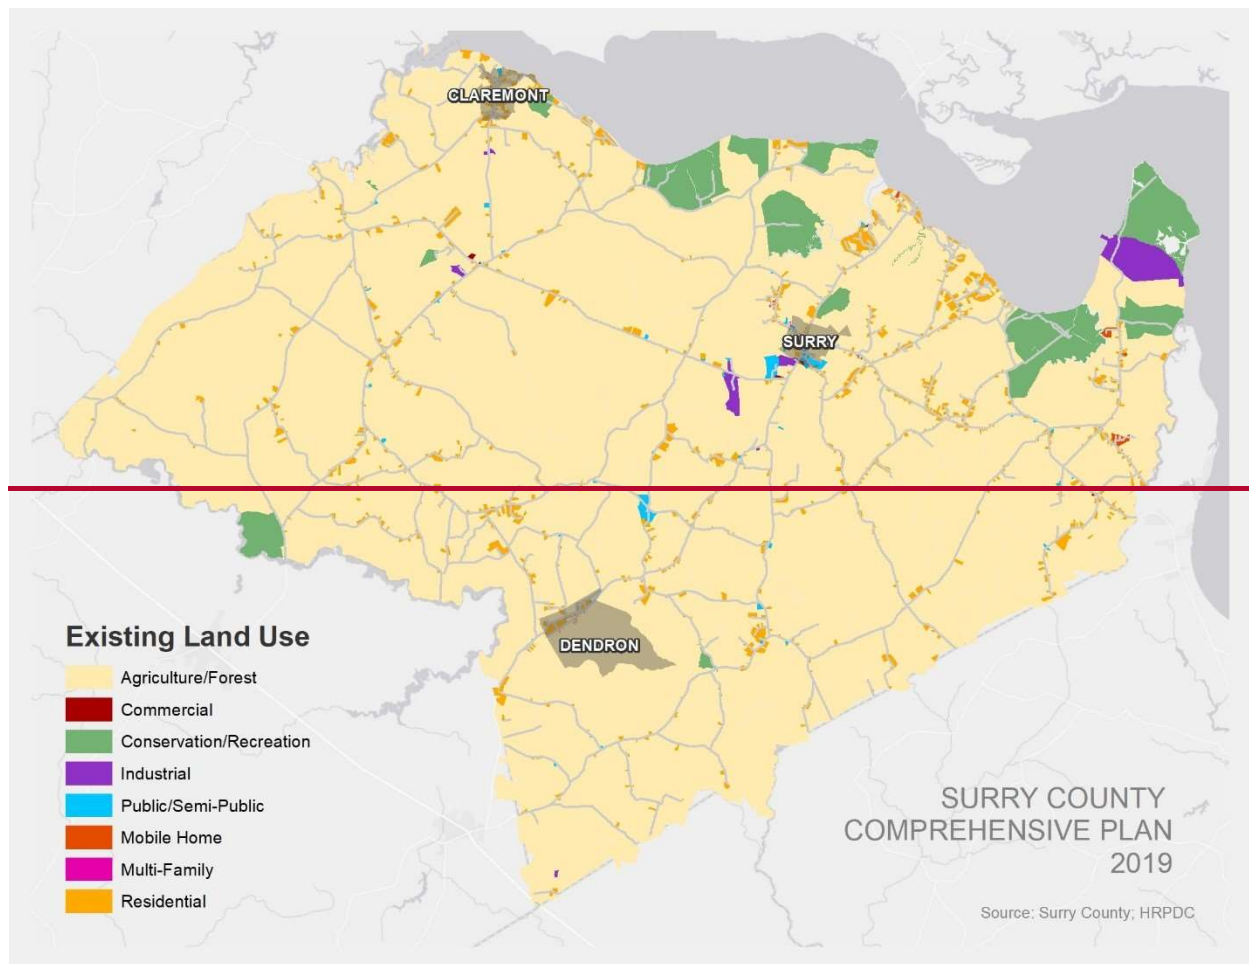 CLAREMONT
SURRY
DENDRON
Existing Land Use
Agriculture/Forest
Commercial
Conservation/Recreation
Industrial
Public/Semi-Public
Mobile Home
Multi-Family
Residential
SURRY COUNTY
COMPREHENSIVE PLAN
2019
Source: Surry County; HRPDC